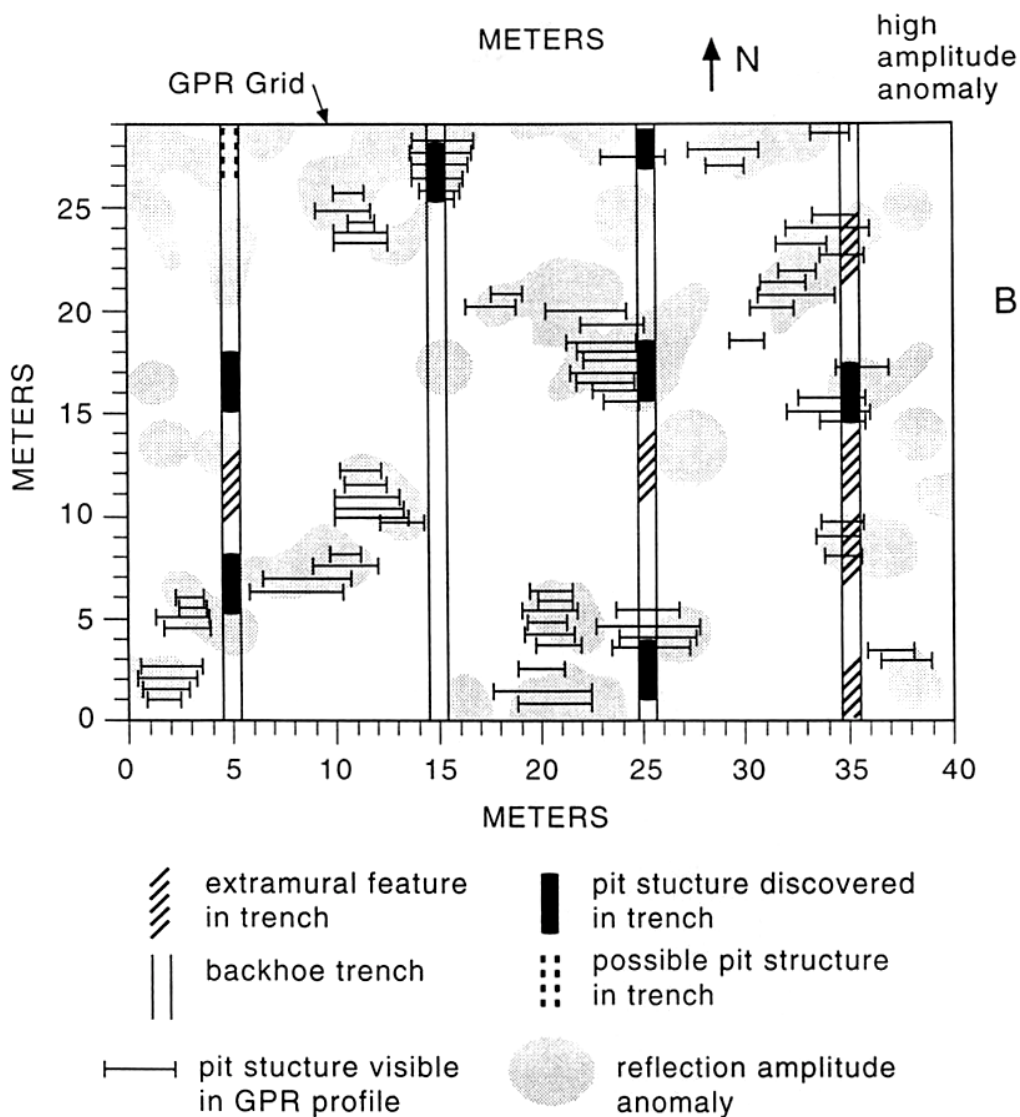 METERS
N
high
amplitude
anomaly
GPR Grid
25
20
15
10
5
0
METERS
B
0 5 10 15 20 25 30 35 40
METERS
extramural feature
in trench
pit stucture discovered
in trench
backhoe trench
possible pit structure
in trench
pit stucture visible
in GPR profile
reflection amplitude
anomaly